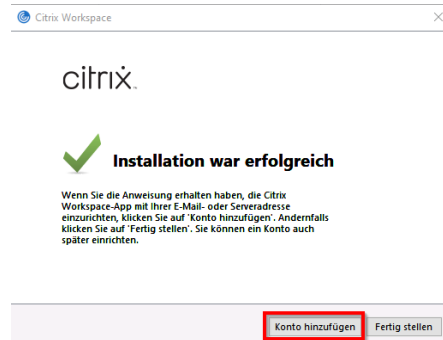 Citrix Workspace
citrix.
Installation war erfolgreich
Wenn Sie die Anweisung erhalten haben, die Citrix
Workspace-App mit Ihrer E-Mail- oder Serveradresse
einzurichten, klicken Sie auf 'Konto hinzufügen'. Andernfalls
klicken Sie auf 'Fertig stellen'. Sie können ein Konto auch
später einrichten.
Konto hinzufügen Fertig stellen